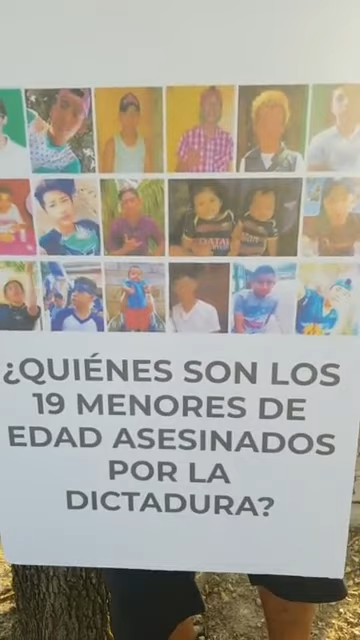 ¿QUIÉNES SON LOS
19 MENORES DE
EDAD ASESINADOS
POR LA
DICTADURA?